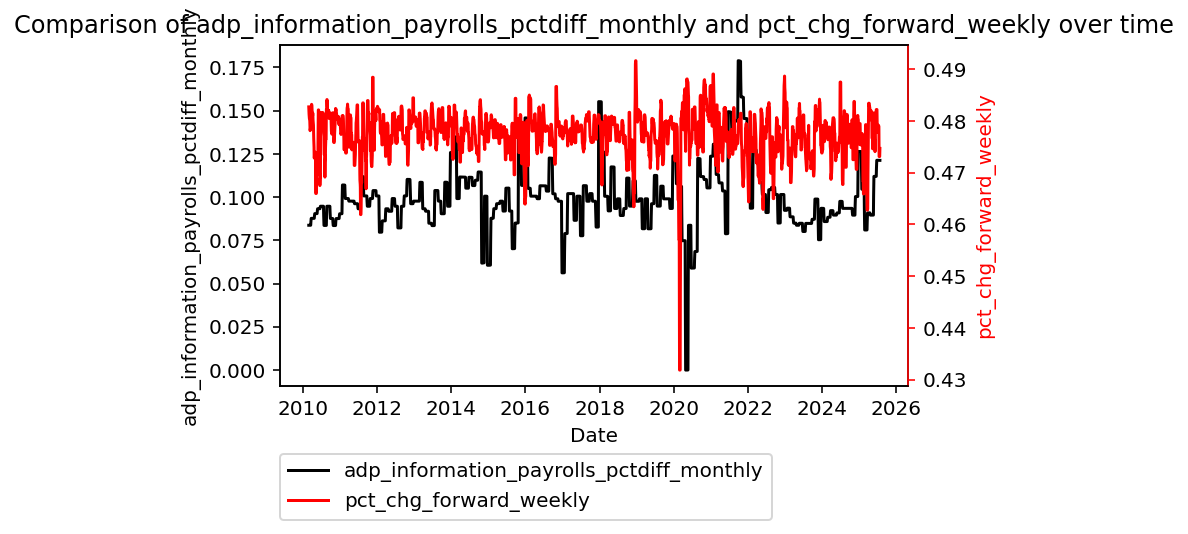 Comparison of adp_information_payrolls_pctdiff_monthly and pct_chg_forward_weekly over time
adp_information_payrolls_pctdiff_monthly
0.175
0.150
0.125
0.100
0.075
0.050
0.025
0.000
0.49
0.48
0.47
0.46
0.45
0.44
0.43
pct_chg_forward_weekly
2010 2012 2014 2016 2018 2020 2022 2024 2026
Date
adp_information_payrolls_pctdiff_monthly
pct_chg_forward_weekly